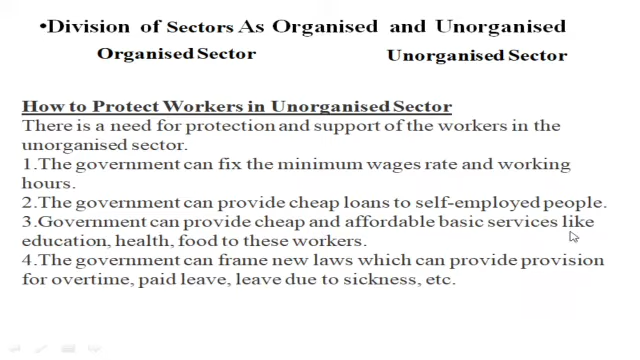 •Division of Sectors As Organised and Unorganised
Organised Sector Unorganised Sector
How to Protect Workers in Unorganised Sector
There is a need for protection and support of the workers in the
unorganised sector.
1.The government can fix the minimum wages rate and working
hours.
2.The government can provide cheap loans to self-employed people.
3.Government can provide cheap and affordable basic services like
education, health, food to these workers.
4.The government can frame new laws which can provide provision
for overtime, paid leave, leave due to sickness, etc.